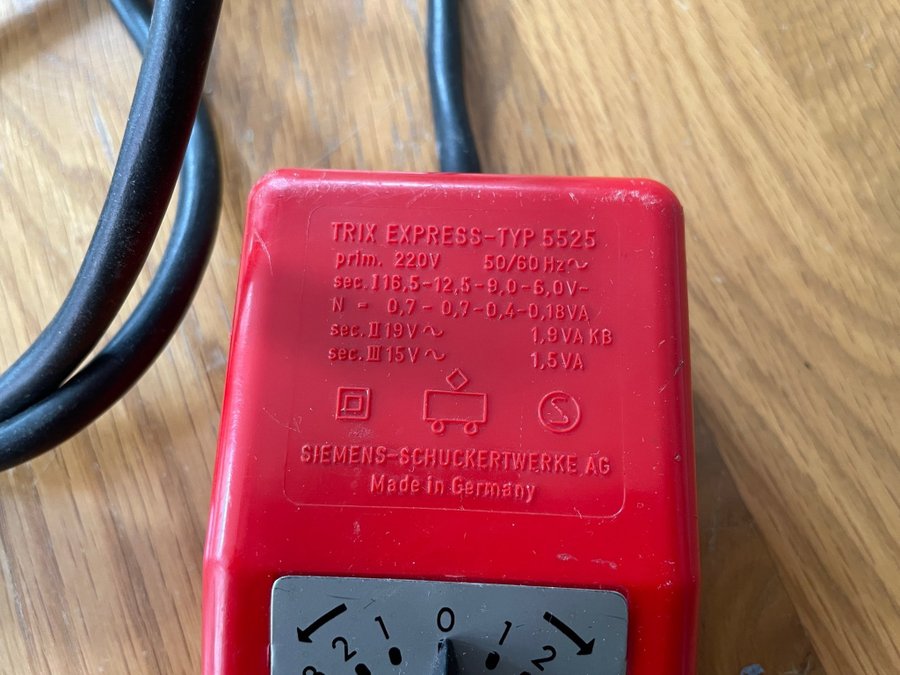 TRIX EXPRESS-TYP 5525
prim. 220V 50/60 Hz~
sec. I 16,5-12,5-9,0-6,0V-
N = 0,7 - 0,7-0,4-0,18VA
sec. II 19V ~ 1,9VA KB
sec. III 15V ~ 1,5VA
S
SIEMENS-SCHUCKERTWERKE AG
Made in Germany
3 2 1 0 1 2